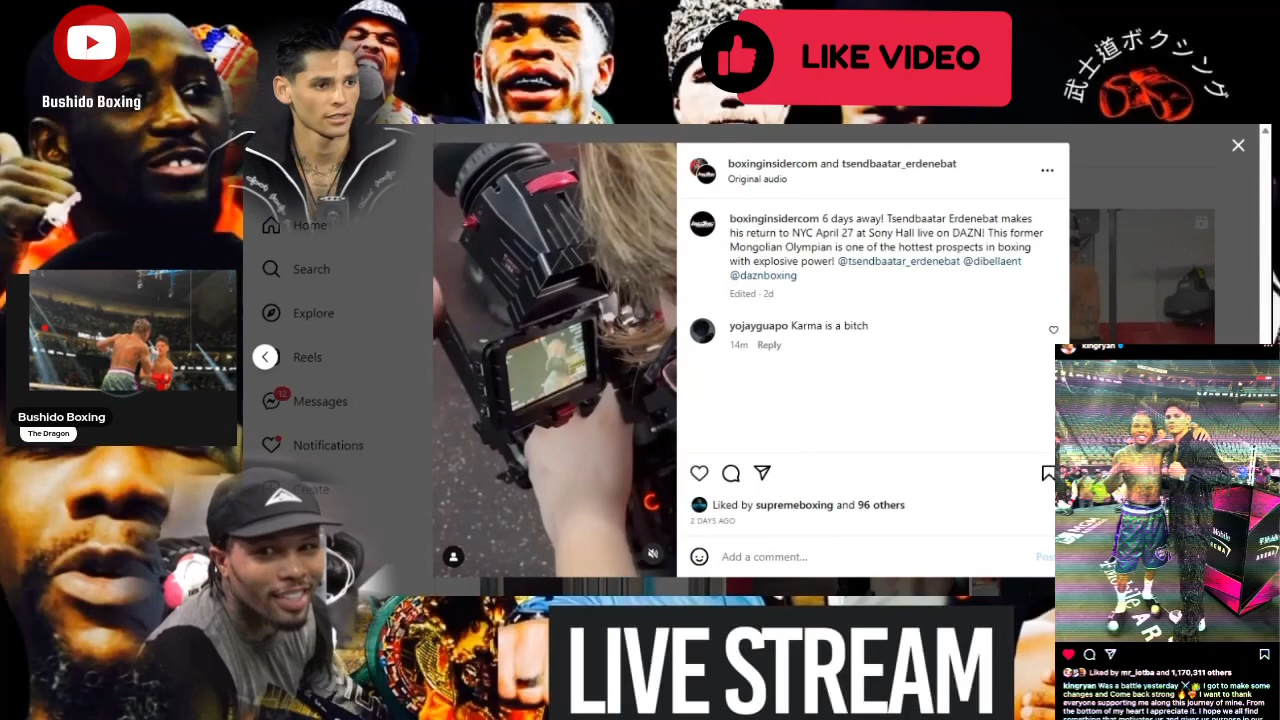 Bushido Boxing
LIKE VIDEO
武士道ボクシング
boxinginsidercom and tsendbaatar_erdenebat
Original audio
boxinginsidercom 6 days away! Tsendbaatar Erdenebat makes
his return to NYC April 27 at Sony Hall live on DAZN! This former
Mongolian Olympian is one of the hottest prospects in boxing
with explosive power! @tsendbaatar_erdenebat @dibellaent
@daznboxing
Edited · 2d
yojayguapo Karma is a bitch
14m Reply
Home
Search
Explore
Reels
12
Messages
Notifications
Create
Bushido Boxing
The Dragon
Liked by supremeboxing and 96 others
2 DAYS AGO
Add a comment...
Pos
LIVE STREAM
kingryan
Liked by mr_jotba and 1,170,311 others
kingryan Was a battle yesterday ⚔️ I got to make some
changes and Come back strong I want to thank
everyone supporting me along this journey of mine. From
the bottom of my heart I appreciate it. I hope we all find